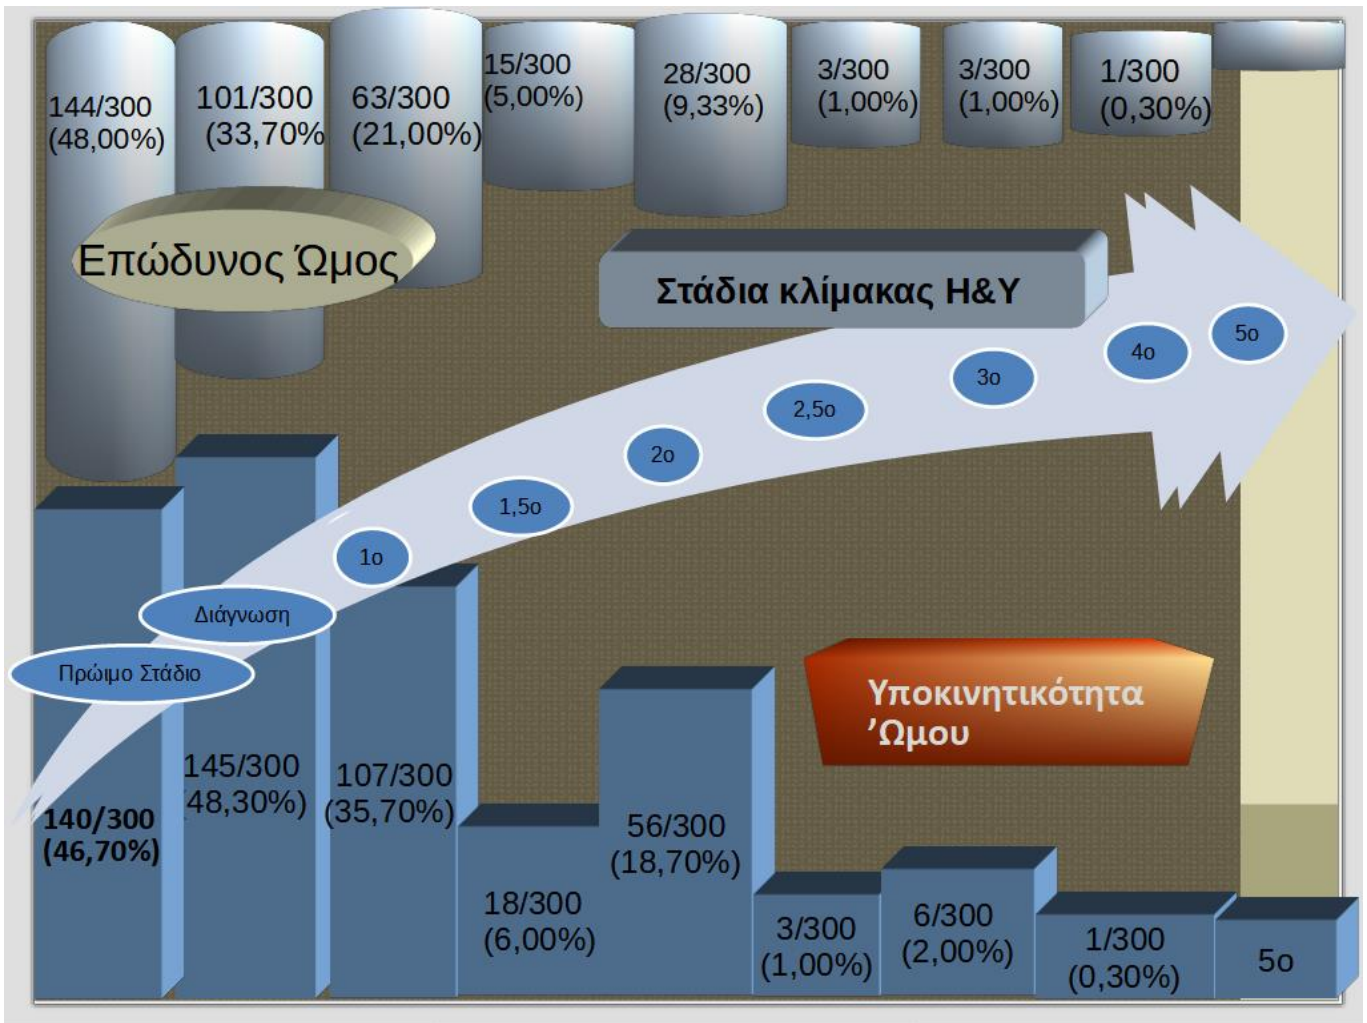 144/300
(48,00%)
101/300
(33,70%
63/300
(21,00%)
15/300
(5,00%)
28/300
(9,33%)
3/300
(1,00%)
3/300
(1,00%)
1/300
(0,30%)
Επώδυνος Ώμος
Στάδια κλίμακας H&Y
5ο
4ο
3ο
2,5ο
2ο
1,5ο
1ο
Διάγνωση
Πρώιμο Στάδιο
Υποκινητικότητα
’Ωμου
140/300
(46,70%)
145/300
(48,30%)
107/300
(35,70%)
18/300
(6,00%)
56/300
(18,70%)
3/300
(1,00%)
6/300
(2,00%)
1/300
(0,30%)
5ο